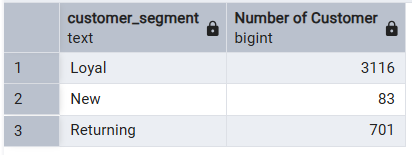 customer_segment Number of Customer
text bigint
1 Loyal 3116
2 New 83
3 Returning 701